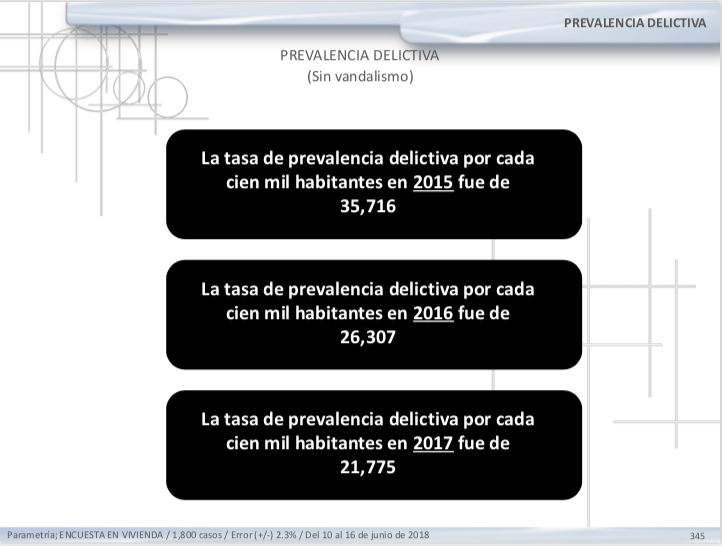 PREVALENCIA DELICTIVA
PREVALENCIA DELICTIVA
(Sin vandalismo)
La tasa de prevalencia delictiva por cada
cien mil habitantes en 2015 fue de
35,716
La tasa de prevalencia delictiva por cada
cien mil habitantes en 2016 fue de
26,307
La tasa de prevalencia delictiva por cada
cien mil habitantes en 2017 fue de
21,775
Parametría; ENCUESTA EN VIVIENDA / 1,800 casos / Error (+/-) 2.3% / Del 10 al 16 de junio de 2018
345